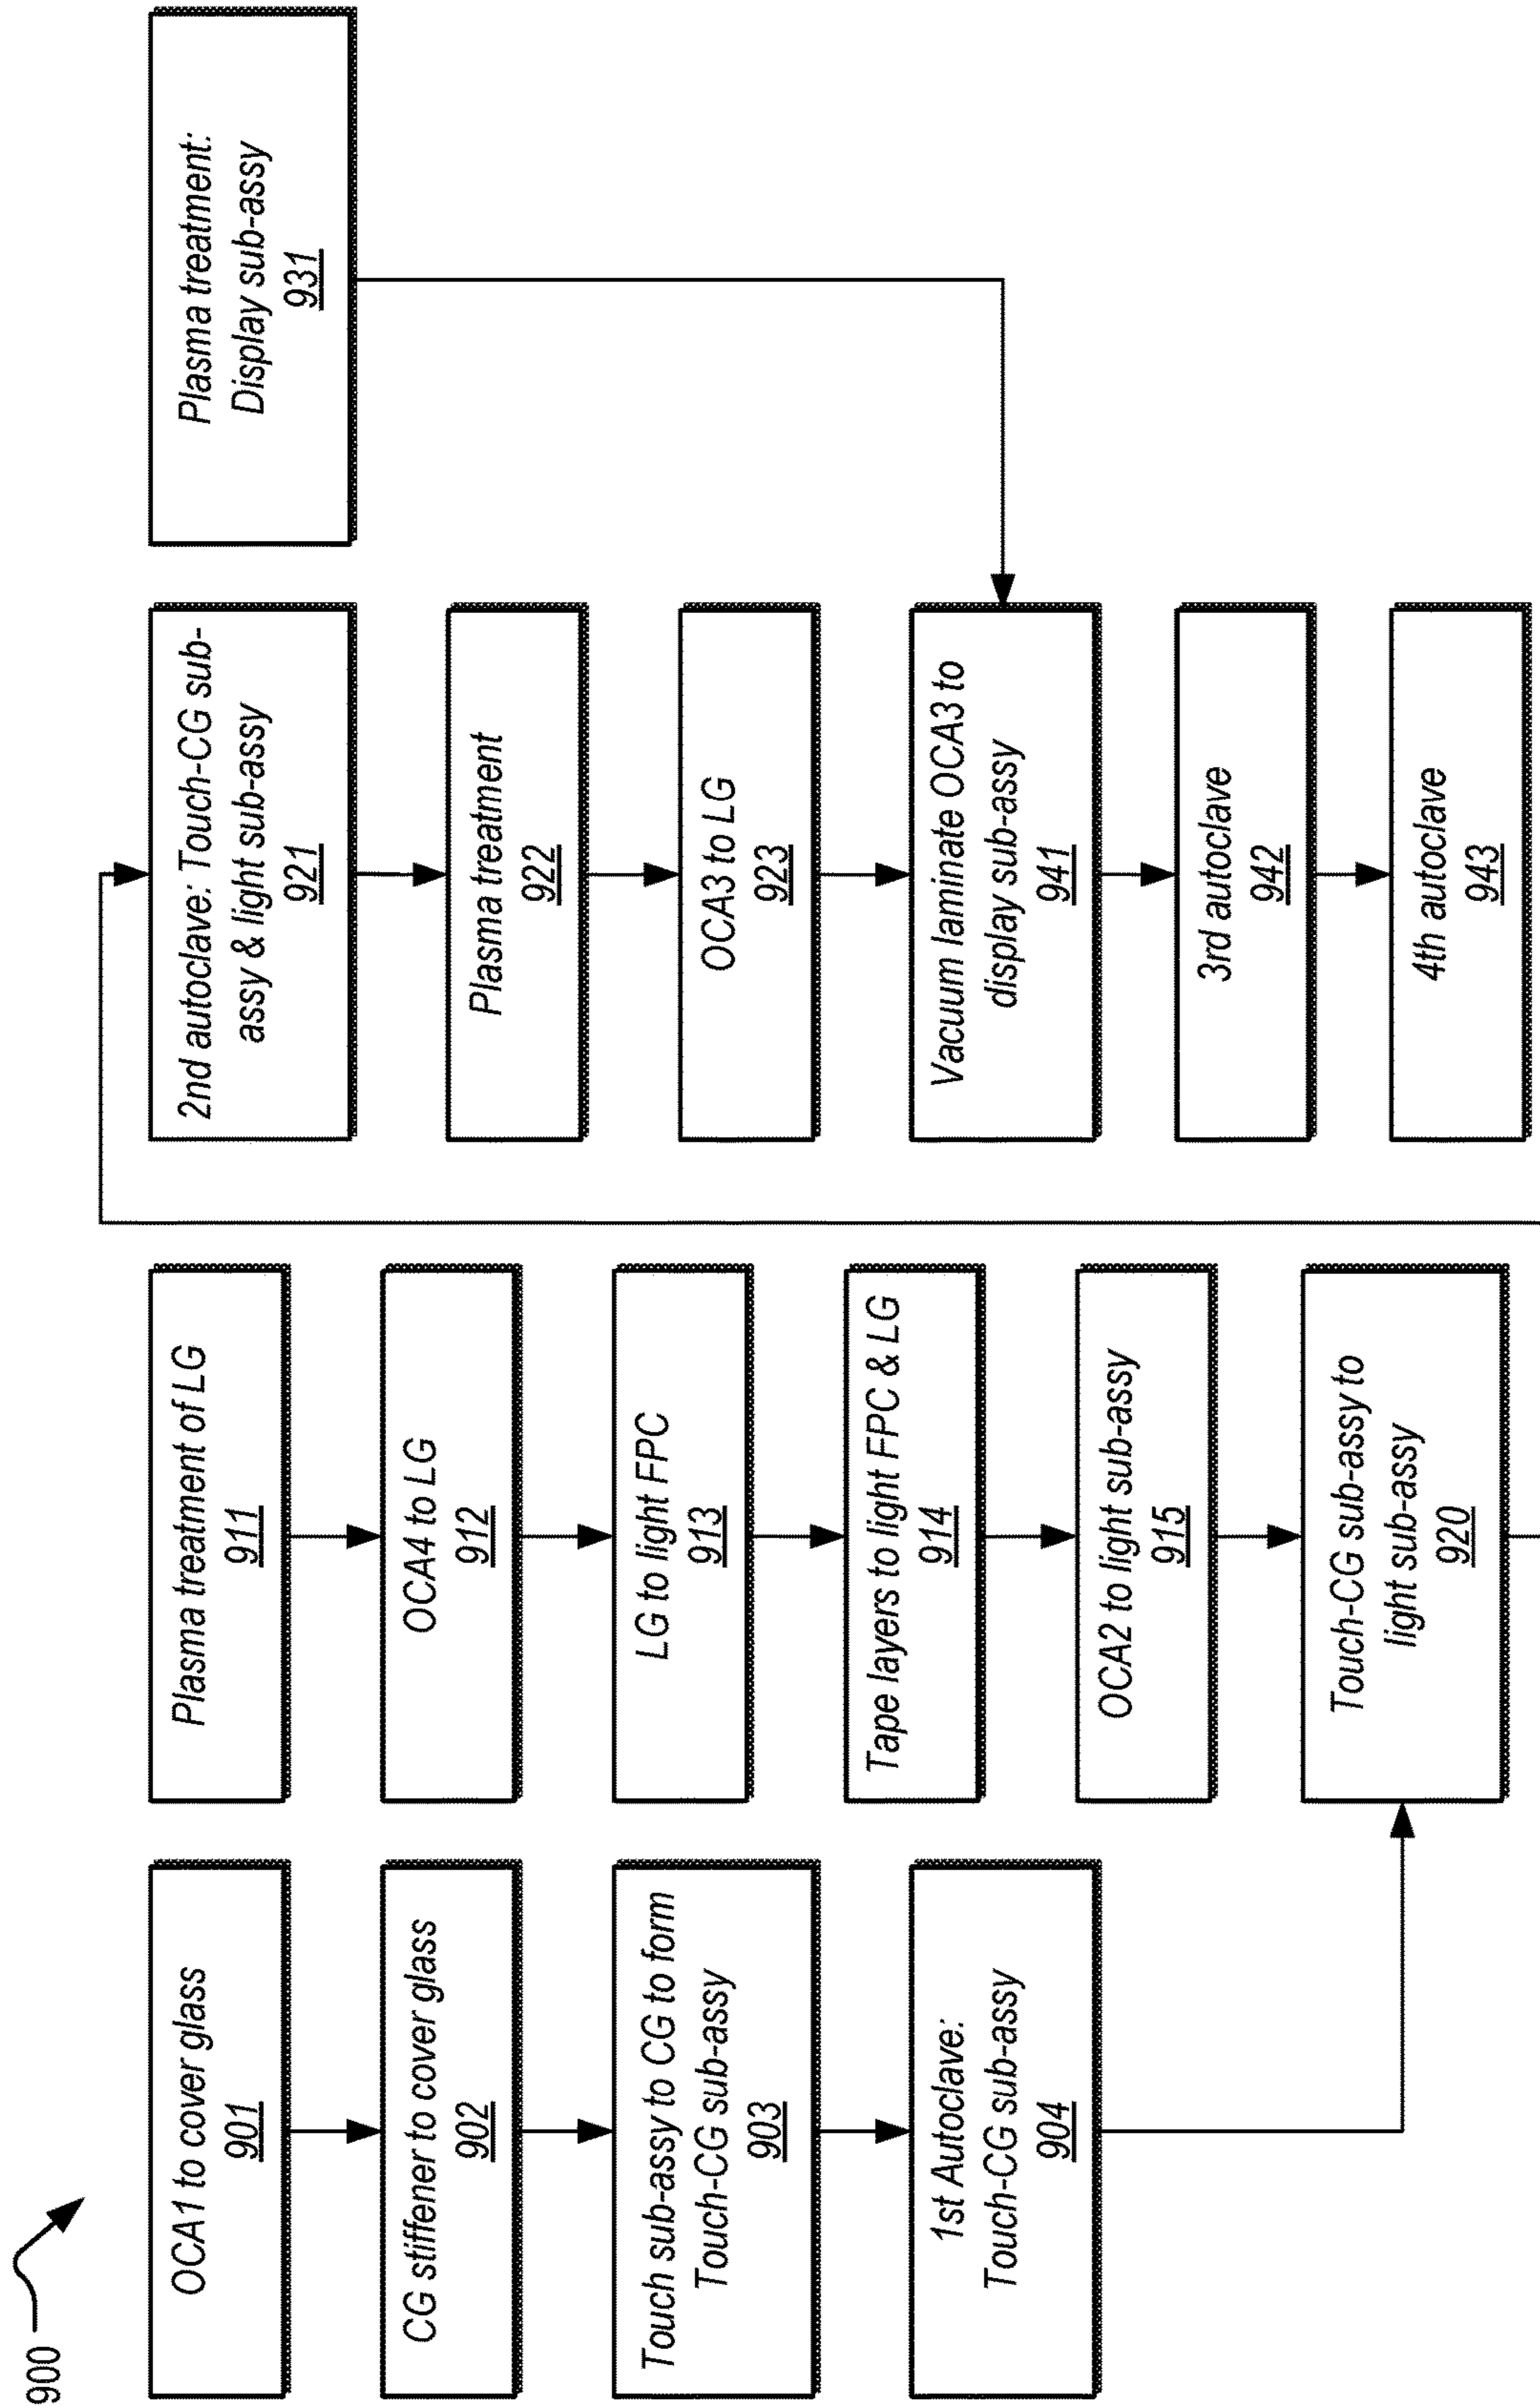 900
OCA1 to cover glass
901
CG stiffener to cover glass
902
Touch sub-assy to CG to form
Touch-CG sub-assy
903
1st Autoclave:
Touch-CG sub-assy
904
Plasma treatment of LG
911
OCA4 to LG
912
LG to light FPC
913
Tape layers to light FPC & LG
914
OCA2 to light sub-assy
915
Touch-CG sub-assy to
light sub-assy
920
2nd autoclave: Touch-CG sub-
assy & light sub-assy
921
Plasma treatment
922
OCA3 to LG
923
Vacuum laminate OCA3 to
display sub-assy
941
3rd autoclave
942
4th autoclave
943
Plasma treatment:
Display sub-assy
931